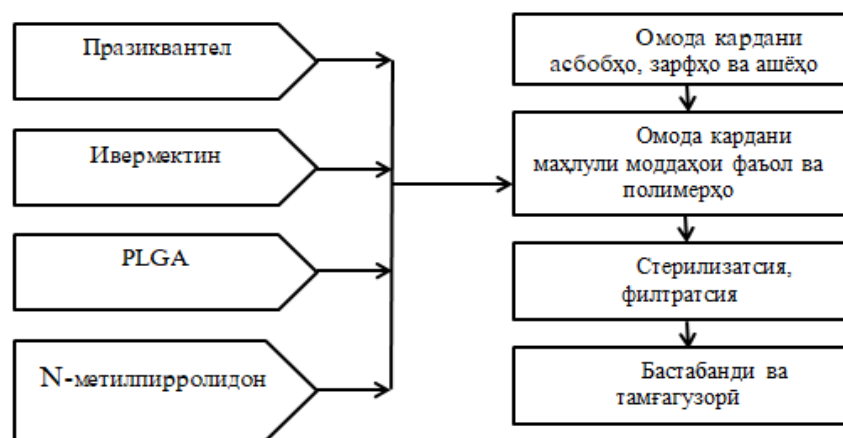 Празиквантел
Ивермектин
PLGA
N-метилпирролидон
Омода кардани
асбобҳо, зарфҳо ва ашёҳо
Омода кардани
маҳлули моддаҳои фаъол ва
полимерҳо
Стерилизатсия,
филтратсия
Бастабанди ва
тамғагузорӣ